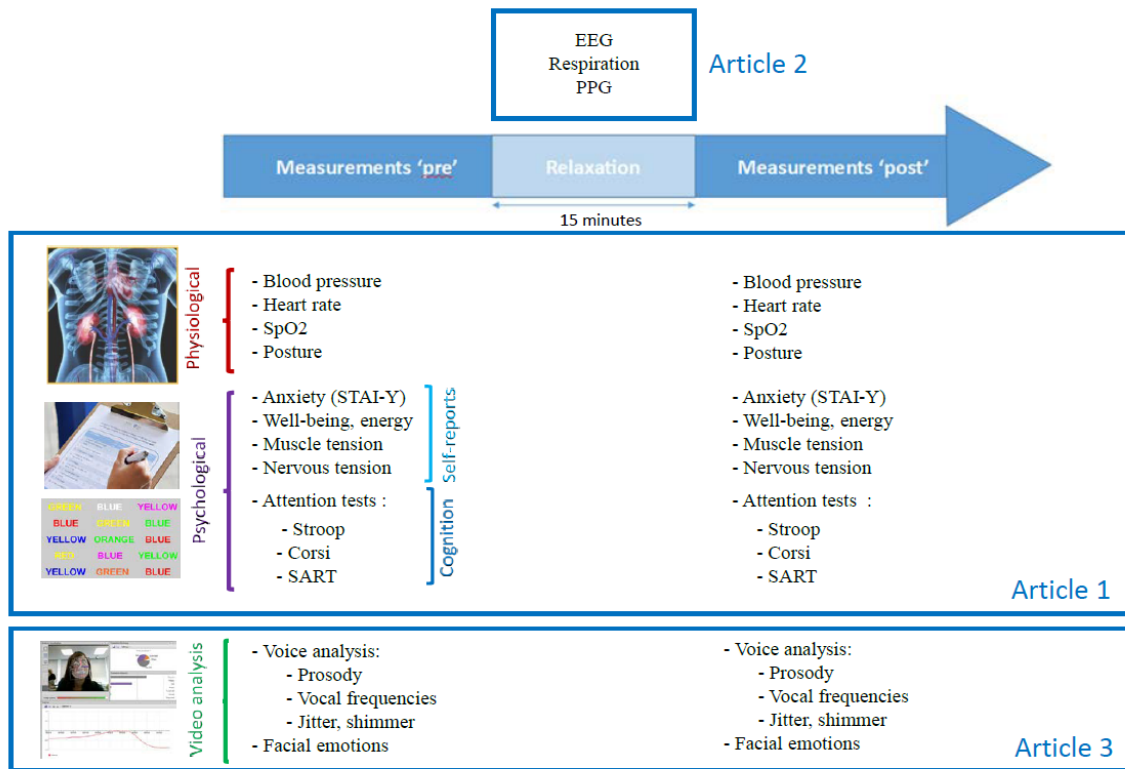 EEG
Respiration
PPG
Article 2
Measurements 'pre'
Relaxation
Measurements 'post'
15 minutes
Physiological
- Blood pressure
- Heart rate
- SpO2
- Posture
- Blood pressure
- Heart rate
- SpO2
- Posture
Psychological
- Anxiety (STAI-Y)
- Well-being, energy
- Muscle tension
- Nervous tension
Self-reports
- Attention tests :
- Stroop
- Corsi
- SART
Cognition
- Anxiety (STAI-Y)
- Well-being, energy
- Muscle tension
- Nervous tension
- Attention tests :
- Stroop
- Corsi
- SART
GREEN BLUE YELLOW
BLUE GREEN BLUE
YELLOW ORANGE BLUE
RED BLUE YELLOW
YELLOW GREEN BLUE
Article 1
Video analysis
- Voice analysis:
- Prosody
- Vocal frequencies
- Jitter, shimmer
- Facial emotions
- Voice analysis:
- Prosody
- Vocal frequencies
- Jitter, shimmer
- Facial emotions
Article 3